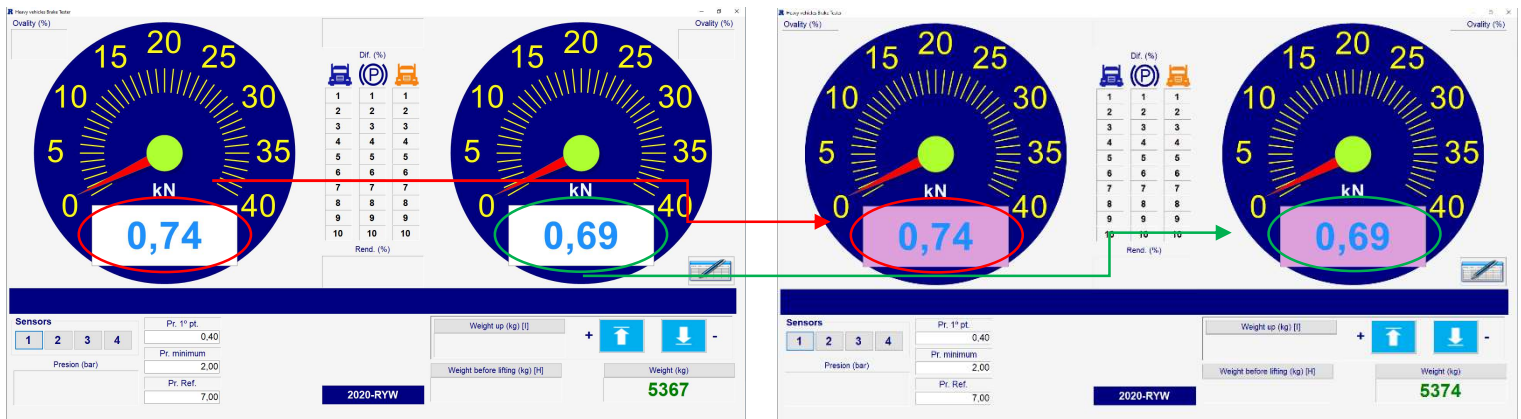 Heavy vehicles Brake Tester
Ovality (%)
Ovality (%)
0 5 10 15 20 25 30 35 40
kN
0,74
Dif. (%)
P
1 1 1
2 2 2
3 3 3
4 4 4
5 5 5
6 6 6
7 7 7
8 8 8
9 9 9
10 10 10
Rend. (%)
0 5 10 15 20 25 30 35 40
kN
0,69
Sensors
1 2 3 4
Presion (bar)
Pr. 1º pt.
0,40
Pr. minimum
2,00
Pr. Ref.
7,00
2020-RYW
Weight up (kg) [I]
+ -
Weight before lifting (kg) [H]
Weight (kg)
5367
Heavy vehicles Brake Tester
Ovality (%)
Ovality (%)
0 5 10 15 20 25 30 35 40
kN
0,74
Dif. (%)
P
1 1 1
2 2 2
3 3 3
4 4 4
5 5 5
6 6 6
7 7 7
8 8 8
9 9 9
10 10 10
Rend. (%)
0 5 10 15 20 25 30 35 40
kN
0,69
Sensors
1 2 3 4
Presion (bar)
Pr. 1º pt.
0,40
Pr. minimum
2,00
Pr. Ref.
7,00
2020-RYW
Weight up (kg) [I]
+ -
Weight before lifting (kg) [H]
Weight (kg)
5374